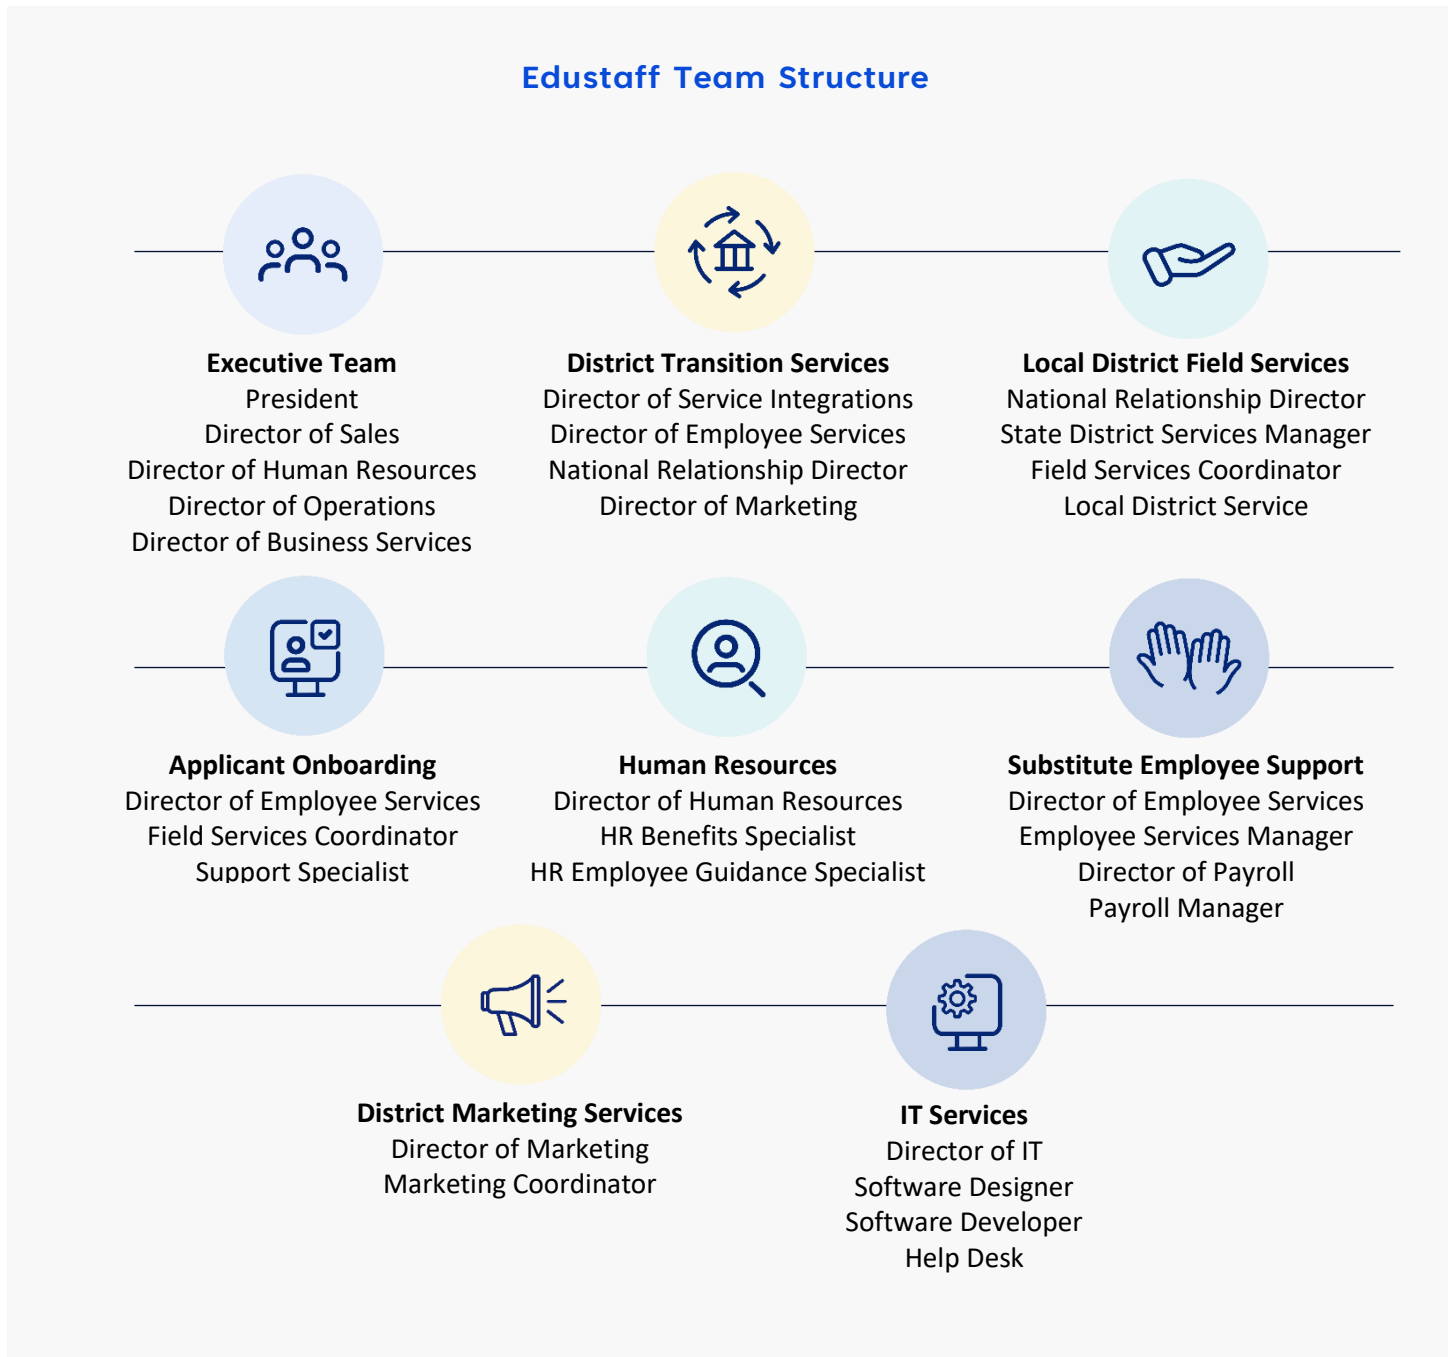 Edustaff Team Structure
Executive Team
President
Director of Sales
Director of Human Resources
Director of Operations
Director of Business Services
District Transition Services
Director of Service Integrations
Director of Employee Services
National Relationship Director
Director of Marketing
Local District Field Services
National Relationship Director
State District Services Manager
Field Services Coordinator
Local District Service
Applicant Onboarding
Director of Employee Services
Field Services Coordinator
Support Specialist
Human Resources
Director of Human Resources
HR Benefits Specialist
HR Employee Guidance Specialist
Substitute Employee Support
Director of Employee Services
Employee Services Manager
Director of Payroll
Payroll Manager
District Marketing Services
Director of Marketing
Marketing Coordinator
IT Services
Director of IT
Software Designer
Software Developer
Help Desk